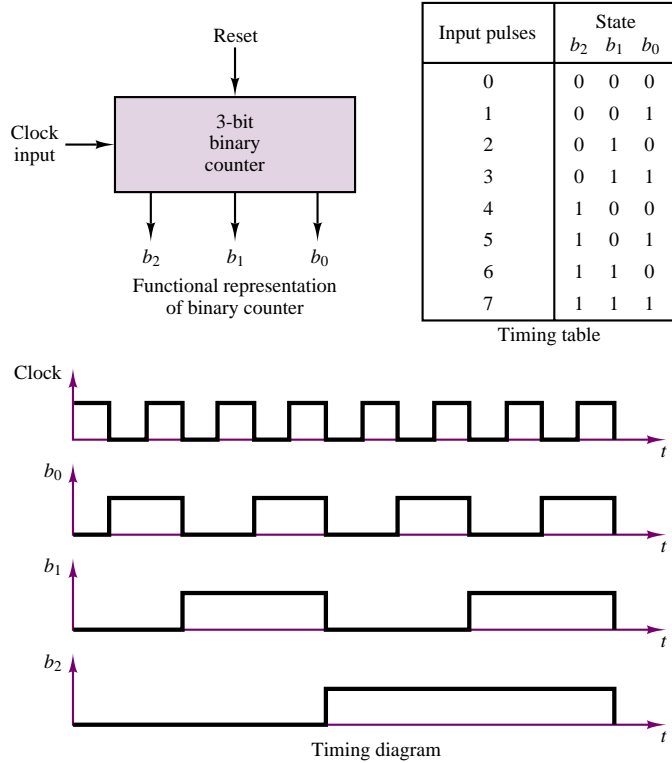 Reset
Clock
input
3-bit
binary
counter
b2 b1 b0
Functional representation
of binary counter
Input pulses State
b2 b1 b0
0 0 0 0
1 0 0 1
2 0 1 0
3 0 1 1
4 1 0 0
5 1 0 1
6 1 1 0
7 1 1 1
Timing table
Clock
t
b0
t
b1
t
b2
t
Timing diagram